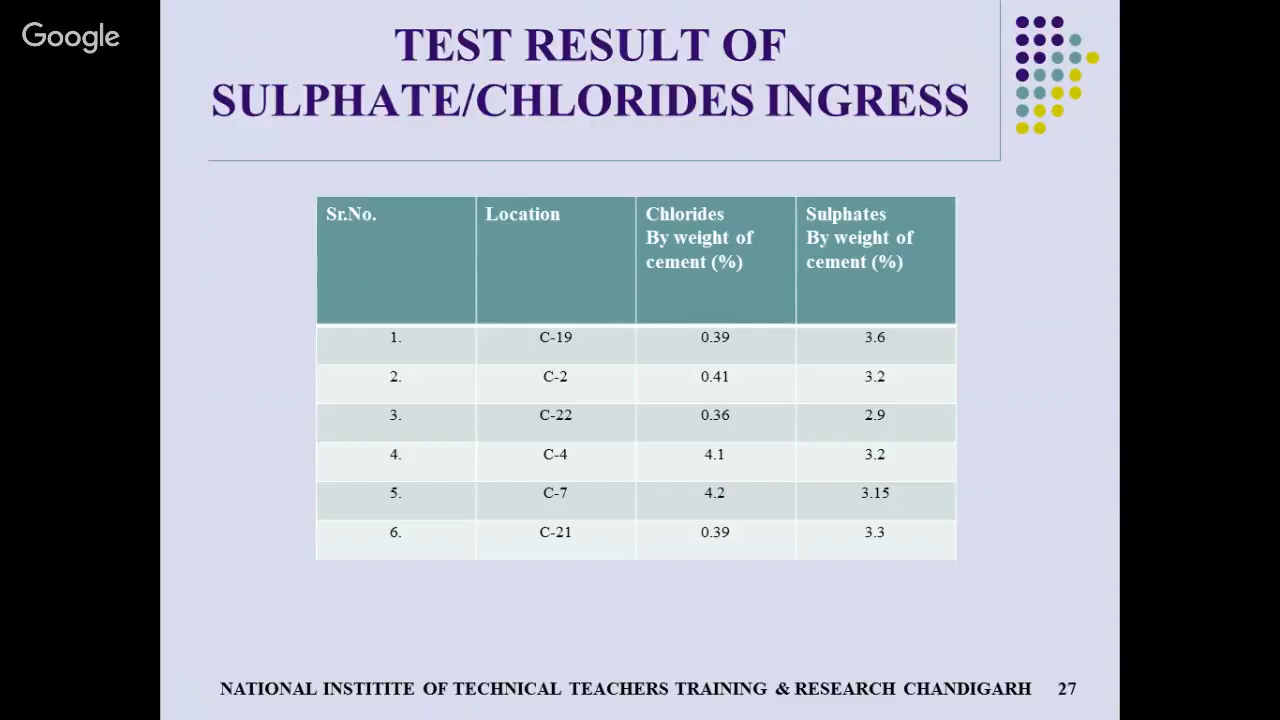 Google
TEST RESULT OF
SULPHATE/CHLORIDES INGRESS
Sr.No. Location Chlorides Sulphates
By weight of By weight of
cement (%) cement (%)
1. C-19 0.39 3.6
2. C-2 0.41 3.2
3. C-22 0.36 2.9
4. C-4 4.1 3.2
5. C-7 4.2 3.15
6. C-21 0.39 3.3
NATIONAL INSTITITE OF TECHNICAL TEACHERS TRAINING & RESEARCH CHANDIGARH 27